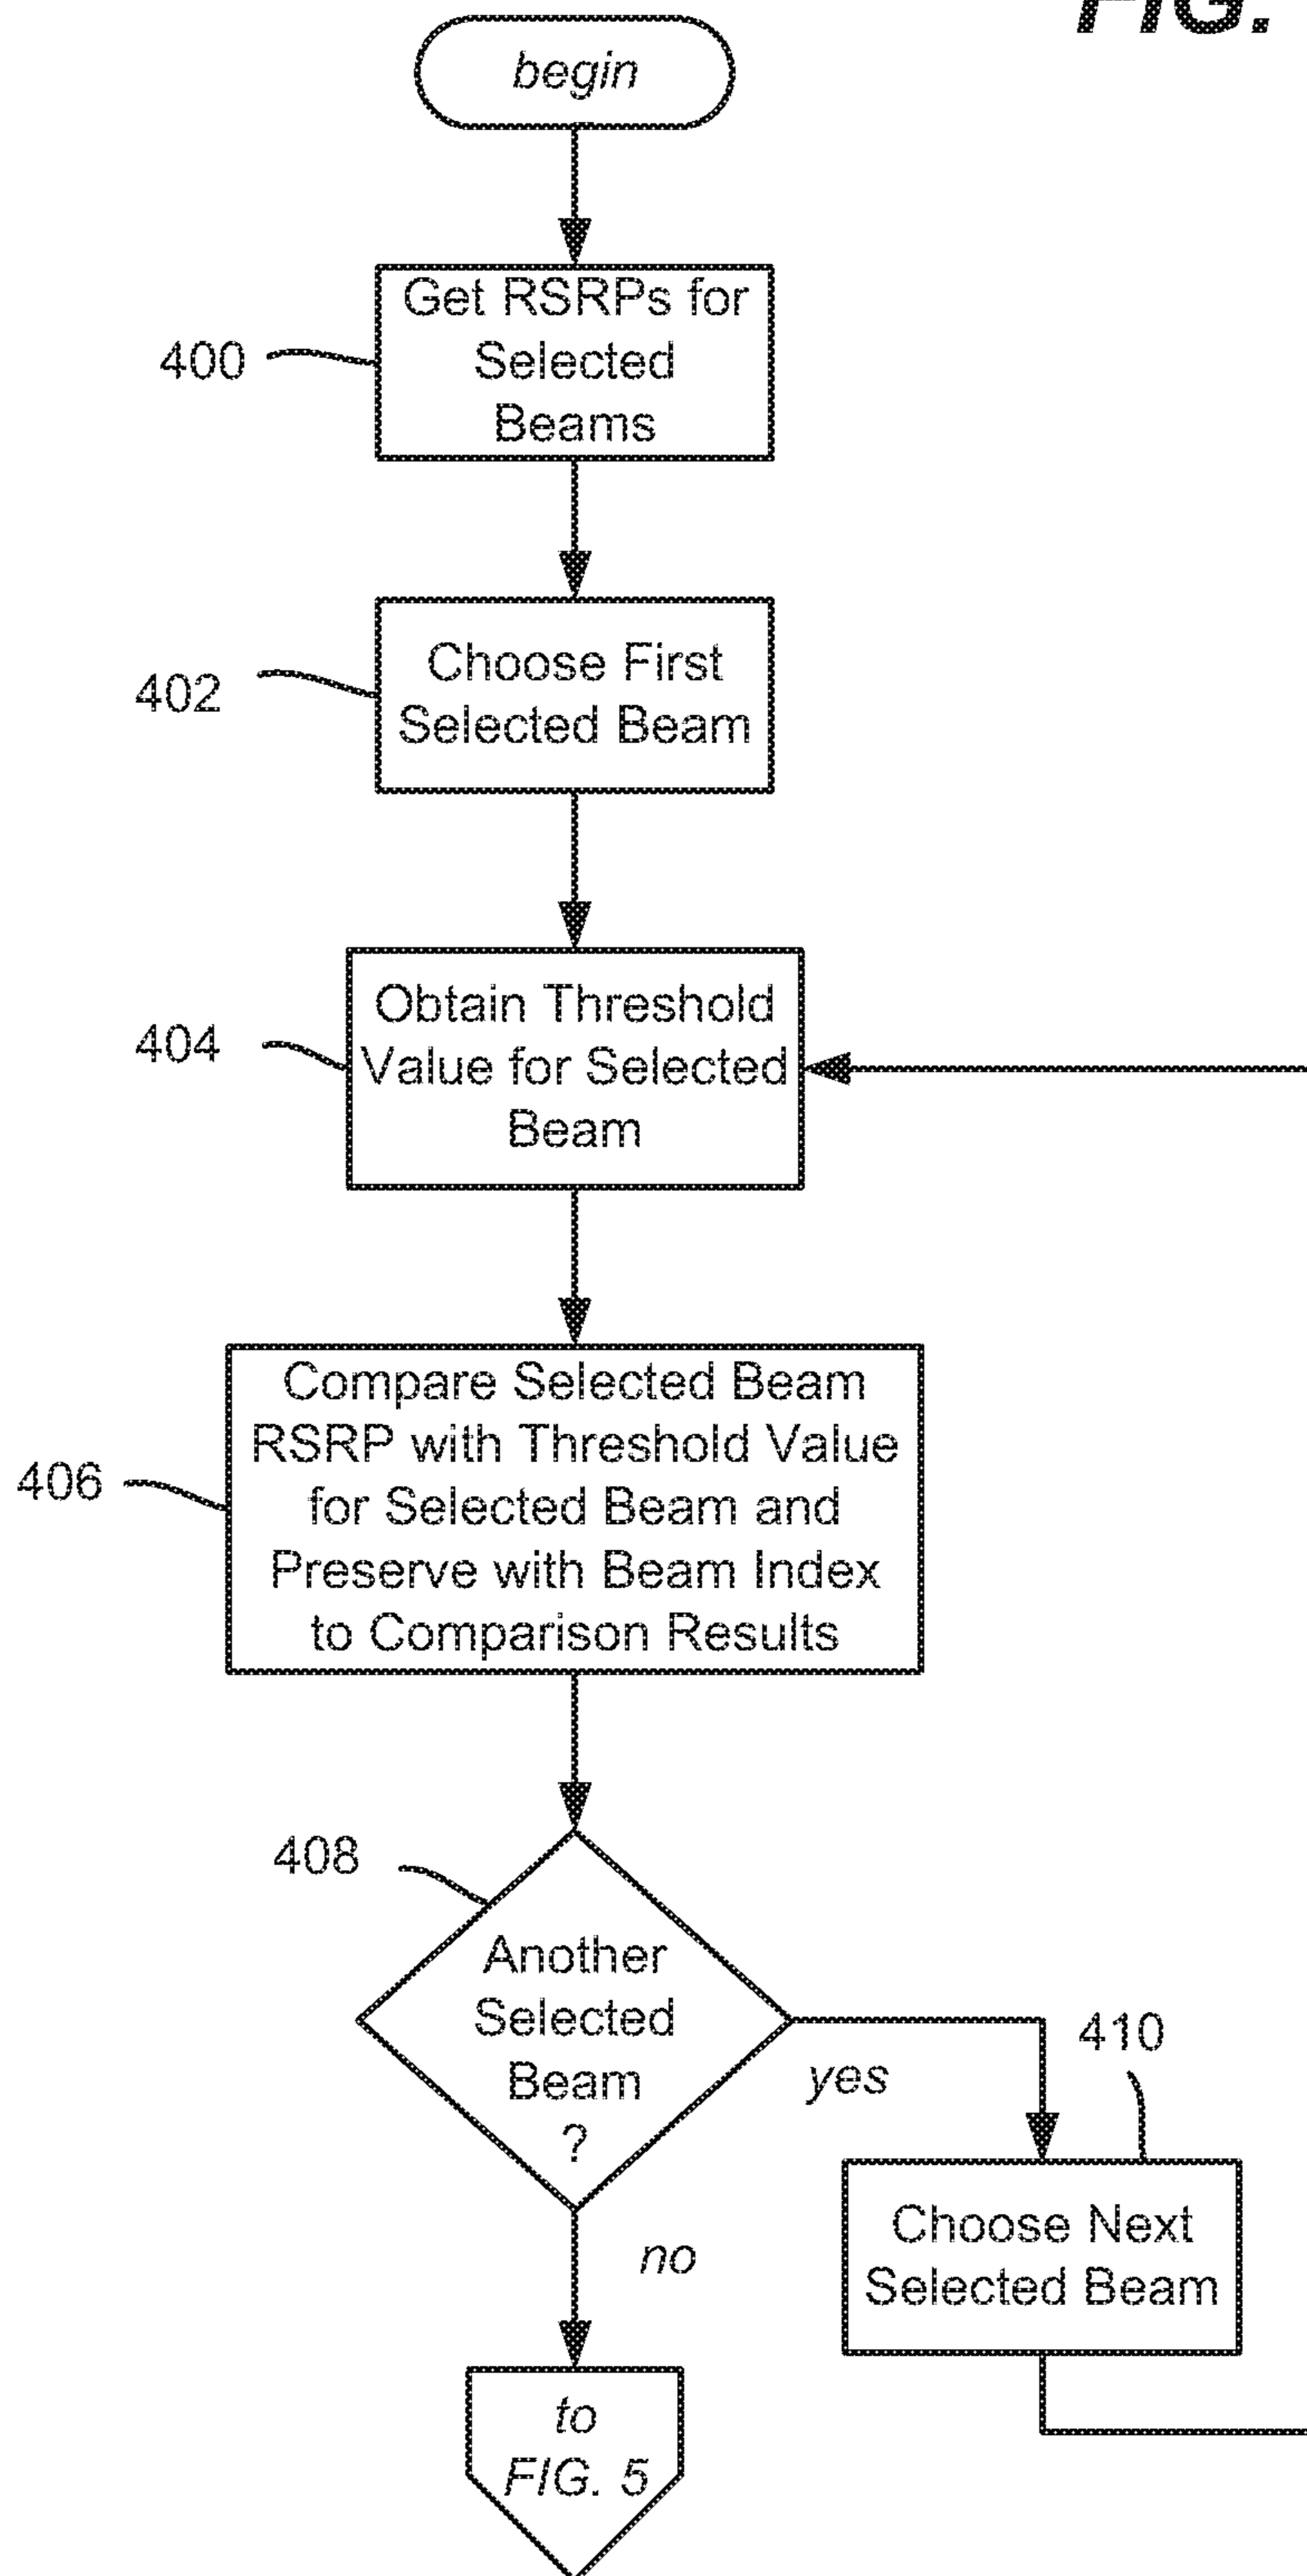 FIG.
begin
400
Get RSRPs for
Selected
Beams
402
Choose First
Selected Beam
404
Obtain Threshold
Value for Selected
Beam
406
Compare Selected Beam
RSRP with Threshold Value
for Selected Beam and
Preserve with Beam Index
to Comparison Results
408
Another
Selected
Beam
?
yes
410
Choose Next
Selected Beam
no
to
FIG. 5